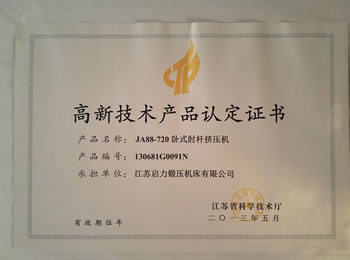 高新技术产品认定证书
产品名称：JA88-720 卧式肘杆挤压机
产品编号：130681G0091N
承担单位：江苏启力锻压机床有限公司
江苏省科学技术厅
有效期伍年
二〇一三年五月